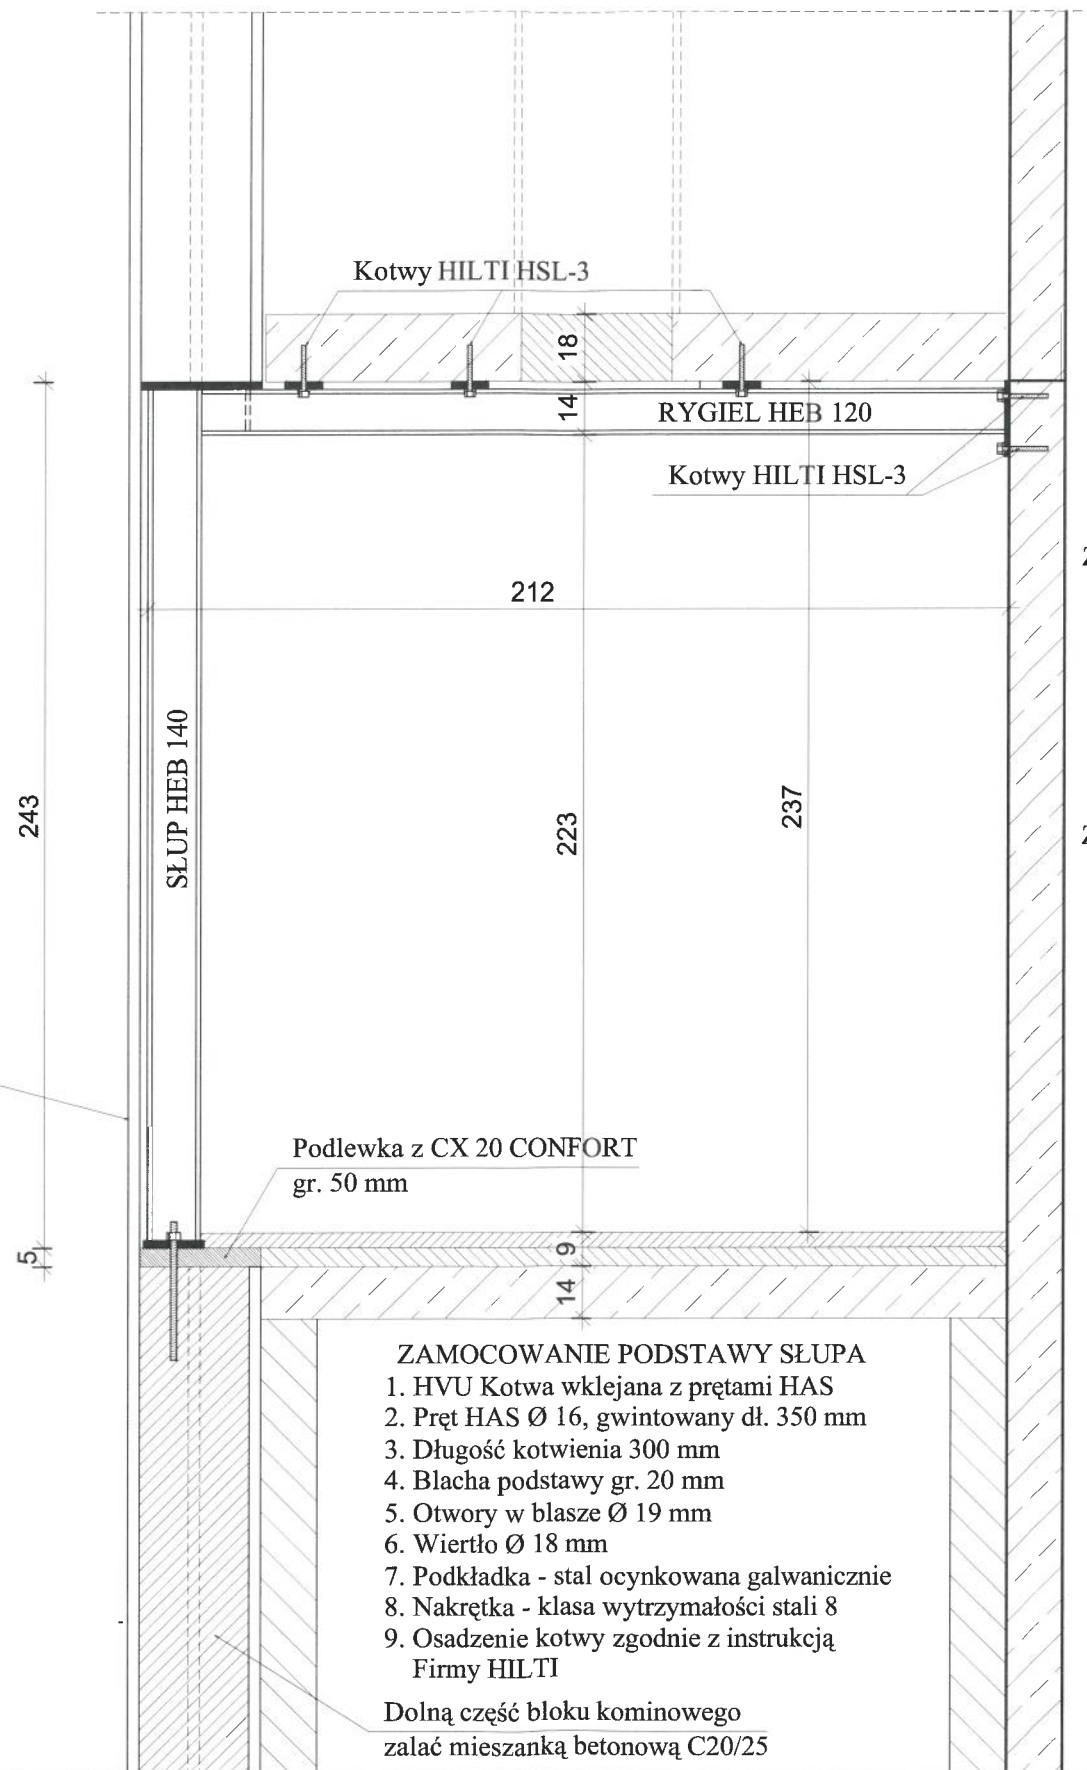 Kotwy HILTI HSL-3
18
14
RYGIEL HEB 120
Kotwy HILTI HSL-3
212
SŁUP HEB 140
243
223
237
Podlewka z CX 20 CONFORT
gr. 50 mm
5
9
14
ZAMOCOWANIE PODSTAWY SŁUPA
1. HVU Kotwa wklejana z prętami HAS
2. Pręt HAS Ø 16, gwintowany dł. 350 mm
3. Długość kotwienia 300 mm
4. Blacha podstawy gr. 20 mm
5. Otwory w blasze Ø 19 mm
6. Wiertło Ø 18 mm
7. Podkładka - stal ocynkowana galwanicznie
8. Nakrętka - klasa wytrzymałości stali 8
9. Osadzenie kotwy zgodnie z instrukcją
Firmy HILTI
Dolną część bloku kominowego
zalać mieszanką betonową C20/25